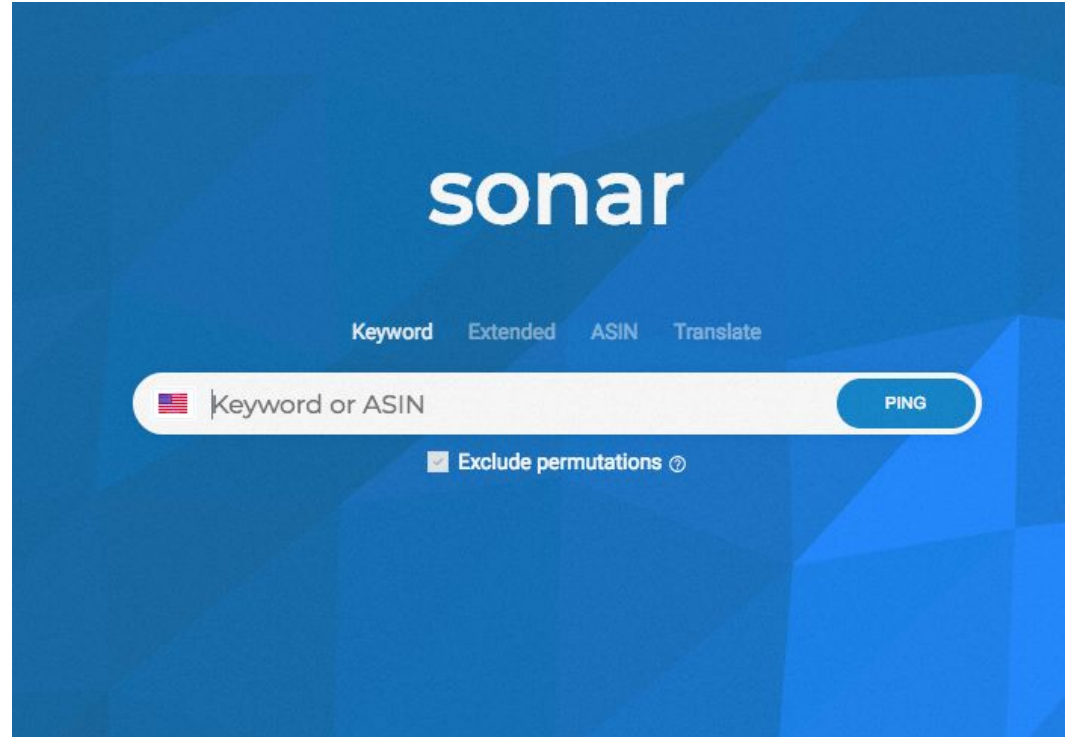 sonar
Keyword Extended ASIN Translate
Keyword or ASIN PING
Exclude permutations ?